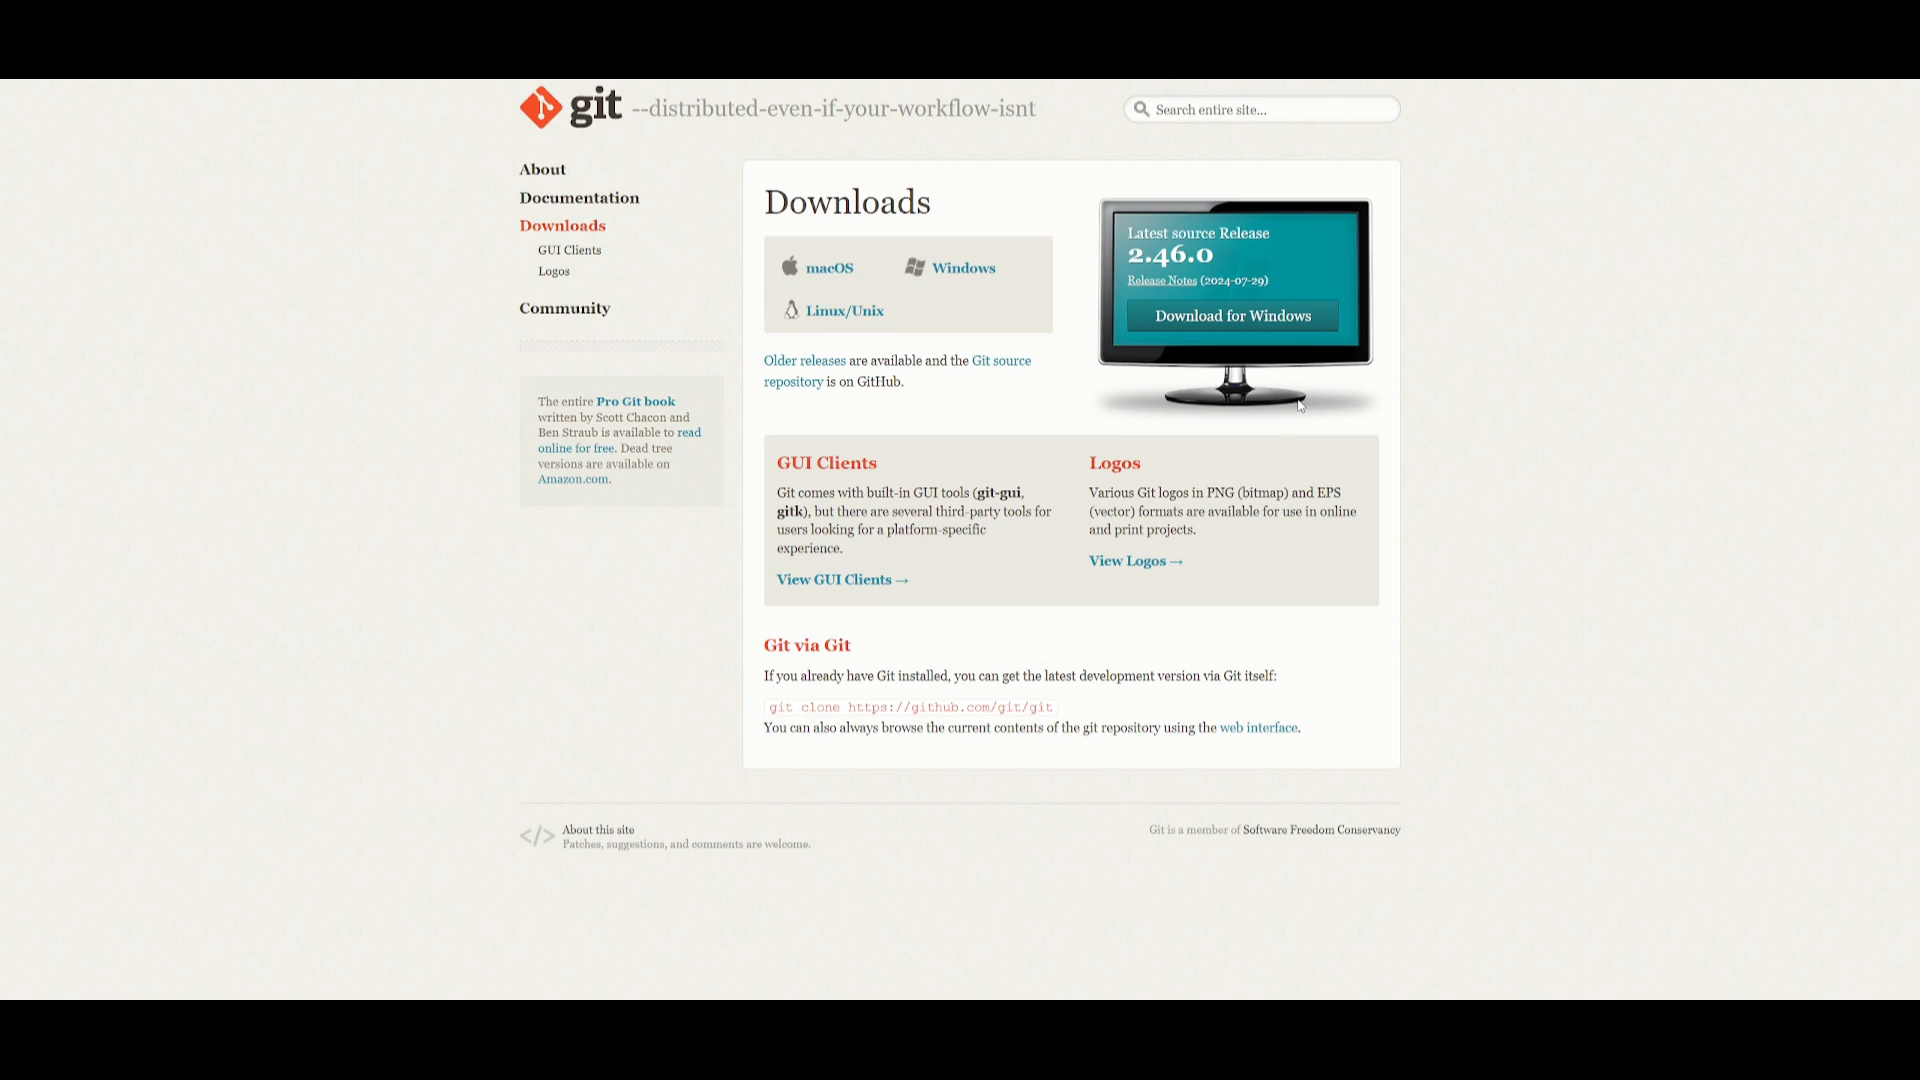 git --distributed-even-if-your-workflow-isnt
Search entire site...
About
Documentation
Downloads
GUI Clients
Logos
Community
The entire Pro Git book
written by Scott Chacon and
Ben Straub is available to read
online for free. Dead tree
versions are available on
Amazon.com.
Downloads
macOS
Windows
Linux/Unix
Older releases are available and the Git source
repository is on GitHub.
Latest source Release
2.46.0
Release Notes (2024-07-29)
Download for Windows
GUI Clients
Git comes with built-in GUI tools (git-gui,
gitk), but there are several third-party tools for
users looking for a platform-specific
experience.
View GUI Clients →
Logos
Various Git logos in PNG (bitmap) and EPS
(vector) formats are available for use in online
and print projects.
View Logos →
Git via Git
If you already have Git installed, you can get the latest development version via Git itself:
git clone https://github.com/git/git
You can also always browse the current contents of the git repository using the web interface.
</> About this site
Patches, suggestions, and comments are welcome.
Git is a member of Software Freedom Conservancy